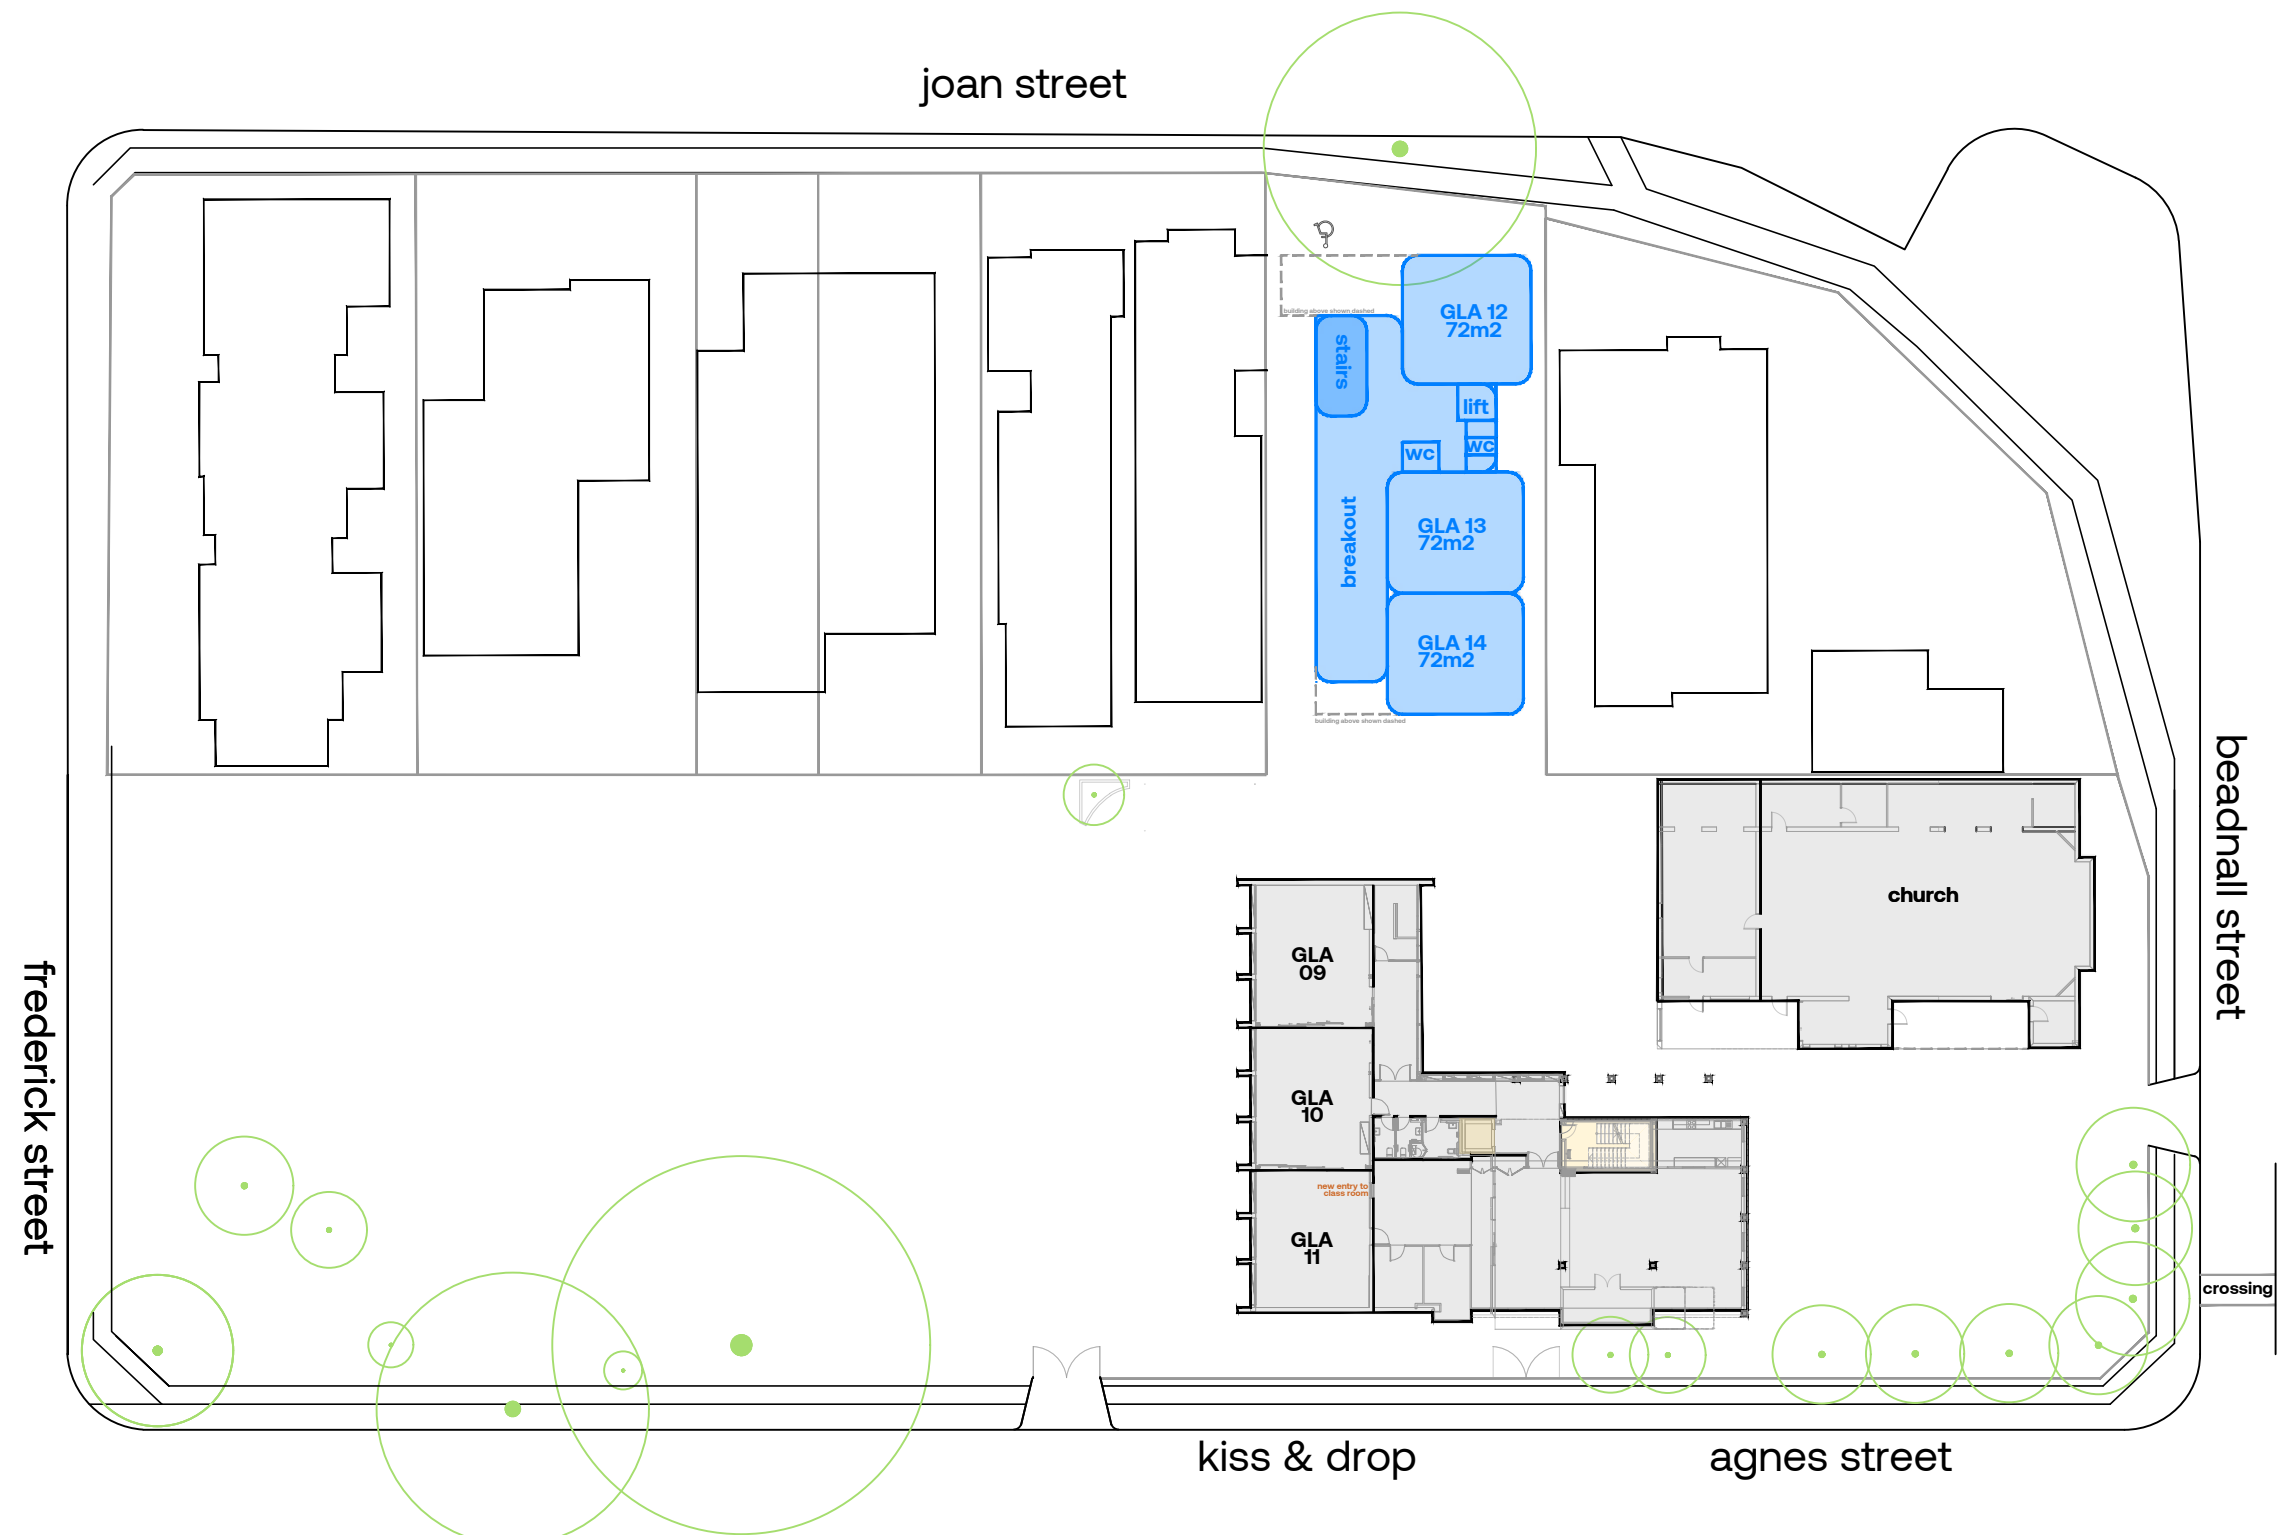 joan street
building above shown dashed
GLA 12
72m2
stairs
lift
wc
wc
GLA 13
72m2
breakout
GLA 14
72m2
building above shown dashed
beadnall street
church
frederick street
GLA
09
GLA
10
new entry to
class room
GLA
11
crossing
kiss & drop
agnes street